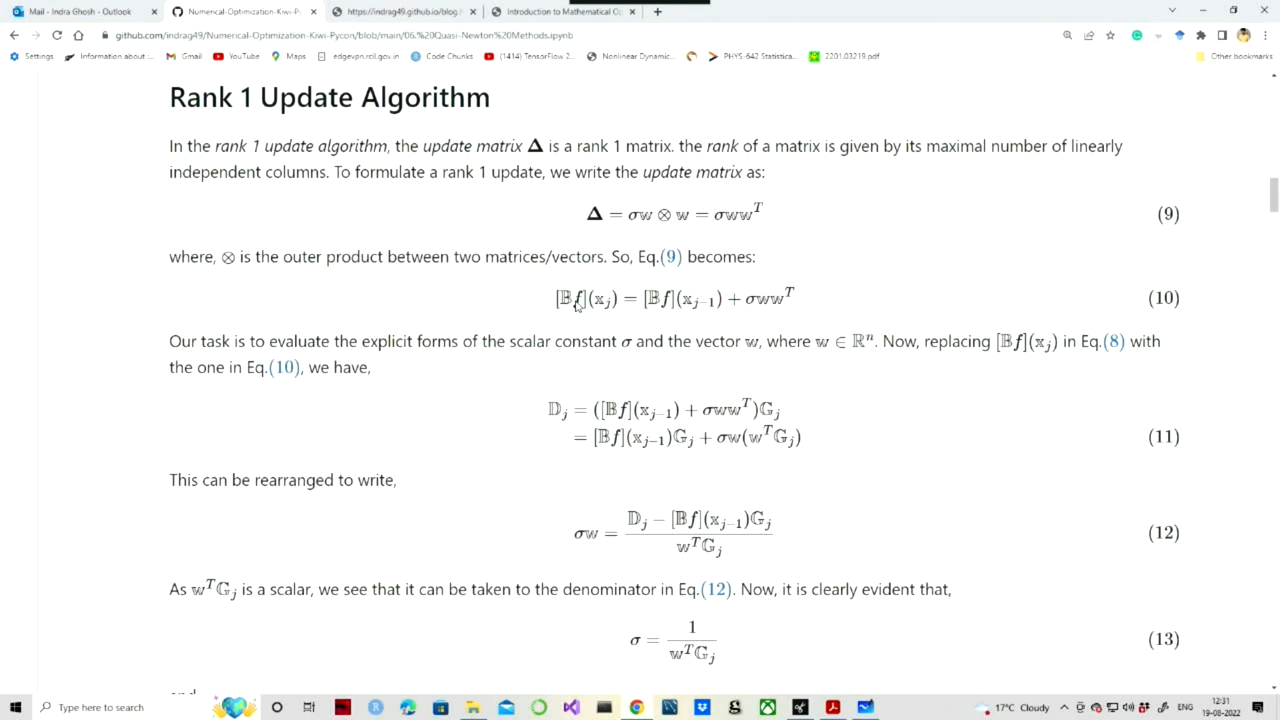 Mail - Indra Ghosh - Outlook
Numerical-Optimization-Kiwi-P
https://indrag49.github.io/blog.
Introduction to Mathematical Op
github.com/indrag49/Numerical-Optimization-Kiwi-Pycon/blob/main/06.%20Quasi-Newton%20Methods.ipynb
Settings Information about :... Gmail YouTube Maps edgevpn.rcil.gov.in Code Chunks (1414) TensorFlow 2... Nonlinear Dynamic... PHYS-642 Statistica... 2201.03219.pdf Other bookmarks
Rank 1 Update Algorithm
In the rank 1 update algorithm, the update matrix 𝚫 is a rank 1 matrix. the rank of a matrix is given by its maximal number of linearly
independent columns. To formulate a rank 1 update, we write the update matrix as:
𝚫 = σ𝕨 ⊗ 𝕨 = σ𝕨𝕨^T (9)
where, ⊗ is the outer product between two matrices/vectors. So, Eq.(9) becomes:
[𝔹f](𝕩_j) = [𝔹f](𝕩_{j−1}) + σ𝕨𝕨^T (10)
Our task is to evaluate the explicit forms of the scalar constant σ and the vector 𝕨, where 𝕨 ∈ ℝ^n. Now, replacing [𝔹f](𝕩_j) in Eq.(8) with
the one in Eq.(10), we have,
𝔻_j = ([𝔹f](𝕩_{j−1}) + σ𝕨𝕨^T)𝔾_j
= [𝔹f](𝕩_{j−1})𝔾_j + σ𝕨(𝕨^T𝔾_j) (11)
This can be rearranged to write,
σ𝕨 = (𝔻_j − [𝔹f](𝕩_{j−1})𝔾_j) / (𝕨^T𝔾_j) (12)
As 𝕨^T𝔾_j is a scalar, we see that it can be taken to the denominator in Eq.(12). Now, it is clearly evident that,
σ = 1 / (𝕨^T𝔾_j) (13)
Type here to search
17°C Cloudy
12:31
19-08-2022